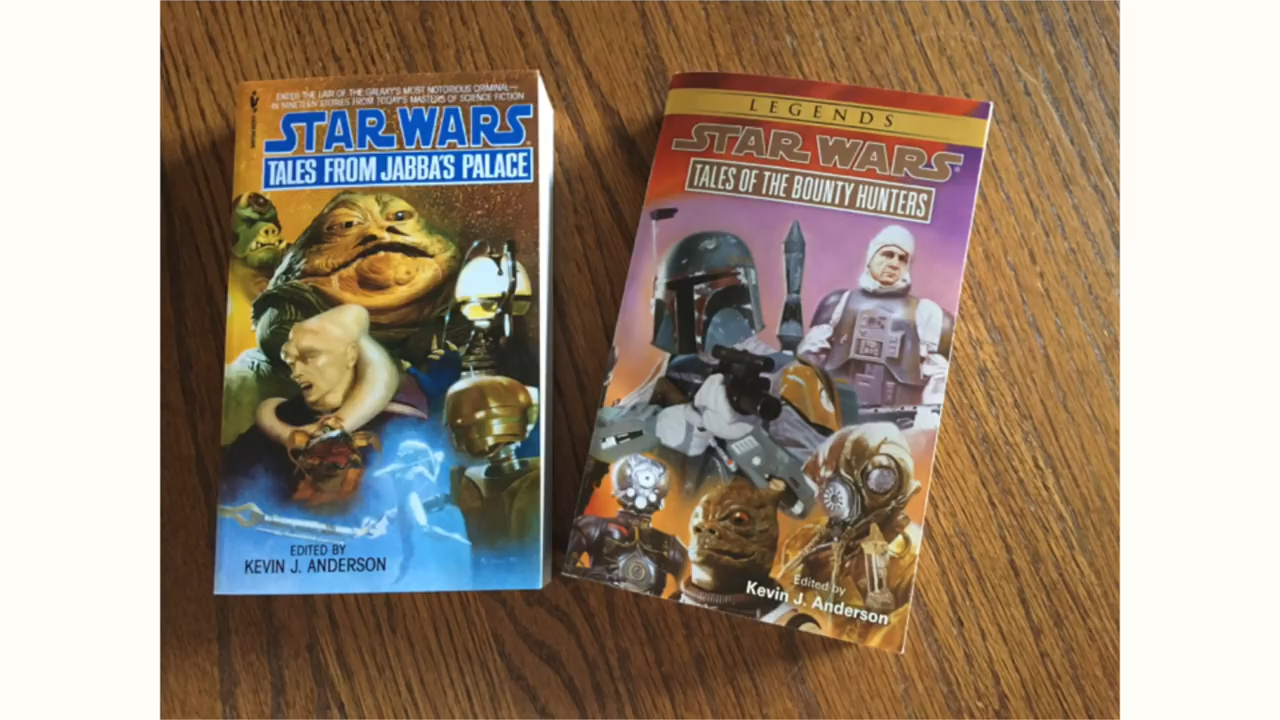 ENTER THE LAIR OF THE GALAXY'S MOST NOTORIOUS CRIMINAL—
IN NINETEEN STORIES FROM TODAY'S MASTERS OF SCIENCE FICTION
STAR WARS
TALES FROM JABBA'S PALACE
EDITED BY
KEVIN J. ANDERSON
LEGENDS
STAR WARS®
TALES OF THE BOUNTY HUNTERS
Edited by
Kevin J. Anderson